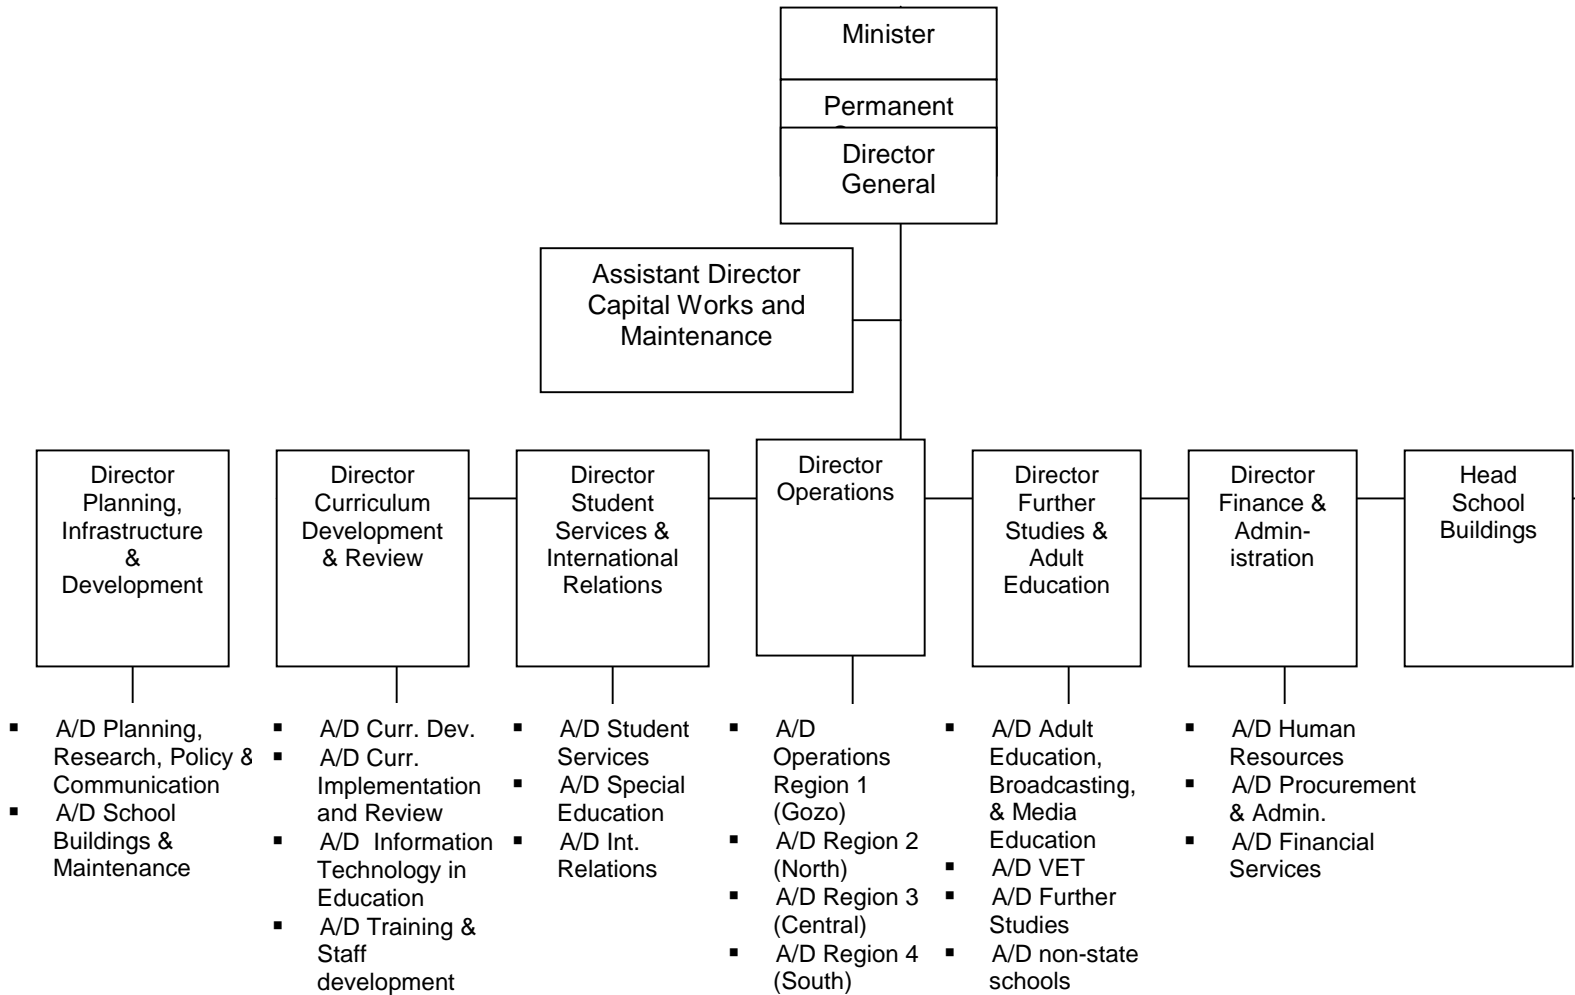 Minister
Permanent
Director
General
Assistant Director
Capital Works and
Maintenance
Director
Planning,
Infrastructure
&
Development
Director
Curriculum
Development
& Review
Director
Student
Services &
International
Relations
Director
Operations
Director
Further
Studies &
Adult
Education
Director
Finance &
Admin-
istration
Head
School
Buildings
▪ A/D Planning,
Research, Policy &
Communication
▪ A/D School
Buildings &
Maintenance
▪ A/D Curr. Dev.
▪ A/D Curr.
Implementation
and Review
▪ A/D  Information
Technology in
Education
▪ A/D Training &
Staff
development
▪ A/D Student
Services
▪ A/D Special
Education
▪ A/D Int.
Relations
▪ A/D
Operations
Region 1
(Gozo)
▪ A/D Region 2
(North)
▪ A/D Region 3
(Central)
▪ A/D Region 4
(South)
▪ A/D Adult
Education,
Broadcasting,
& Media
Education
▪ A/D VET
▪ A/D Further
Studies
▪ A/D non-state
schools
▪ A/D Human
Resources
▪ A/D Procurement
& Admin.
▪ A/D Financial
Services